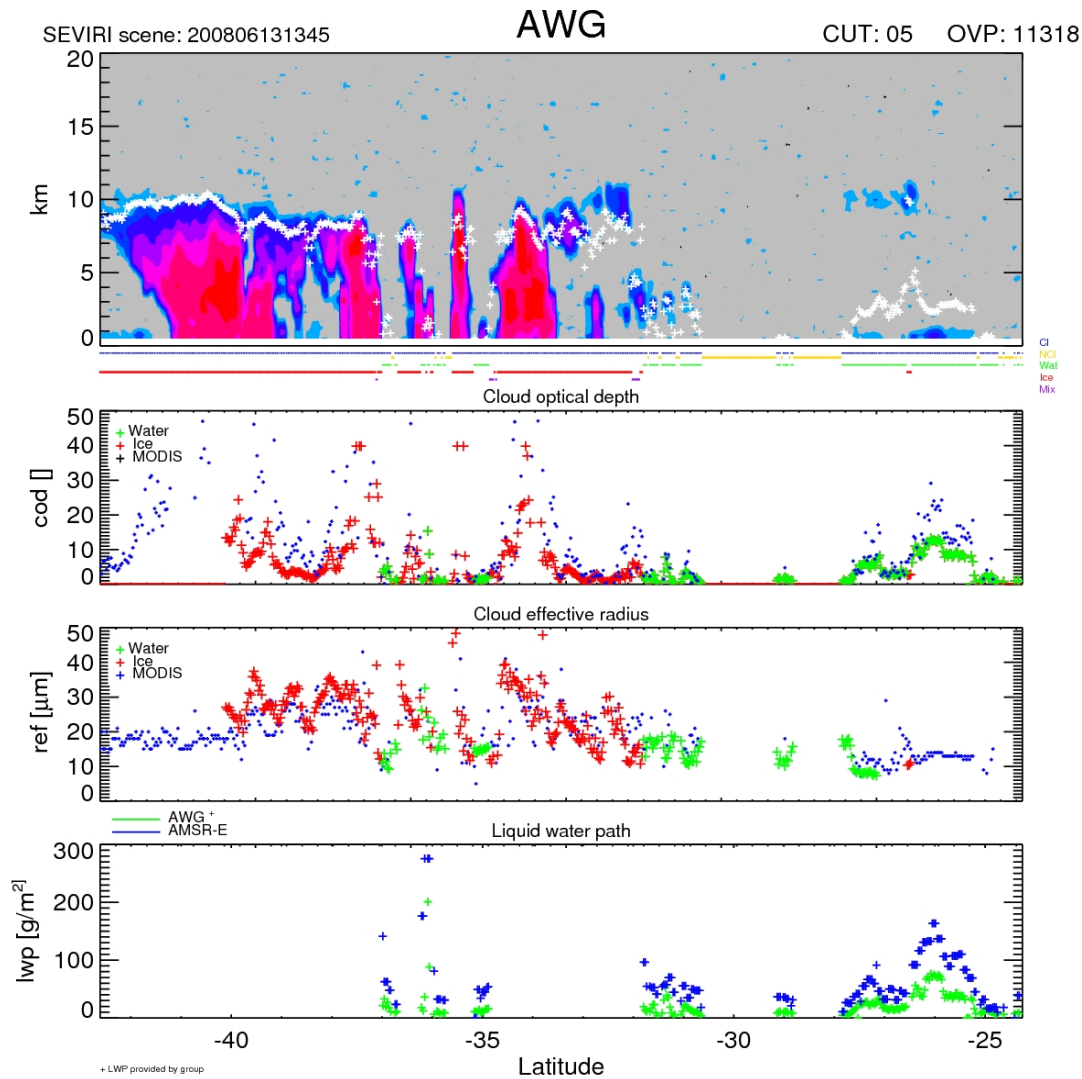 AWG
SEVIRI scene: 200806131345
CUT: 05 OVP: 11318
20
15
10
5
0
km
Cl
NCl
Wat
Ice
Mix
Cloud optical depth
50
40
30
20
10
0
cod []
+ Water
+ Ice
+ MODIS
Cloud effective radius
50
40
30
20
10
0
ref [µm]
+ Water
+ Ice
+ MODIS
AWG +
AMSR-E
Liquid water path
300
200
100
0
lwp [g/m²]
-40
-35
-30
-25
Latitude
+ LWP provided by group